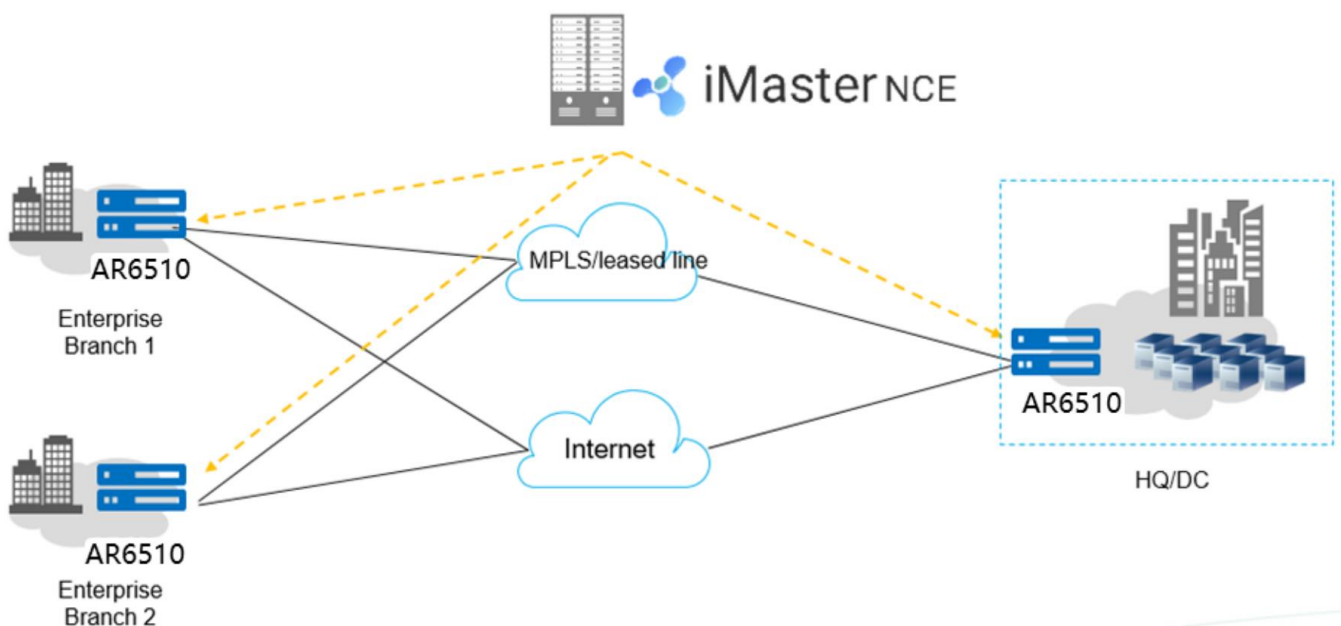 iMaster NCE
AR6510
Enterprise
Branch 1
MPLS/leased line
AR6510
Internet
HQ/DC
AR6510
Enterprise
Branch 2